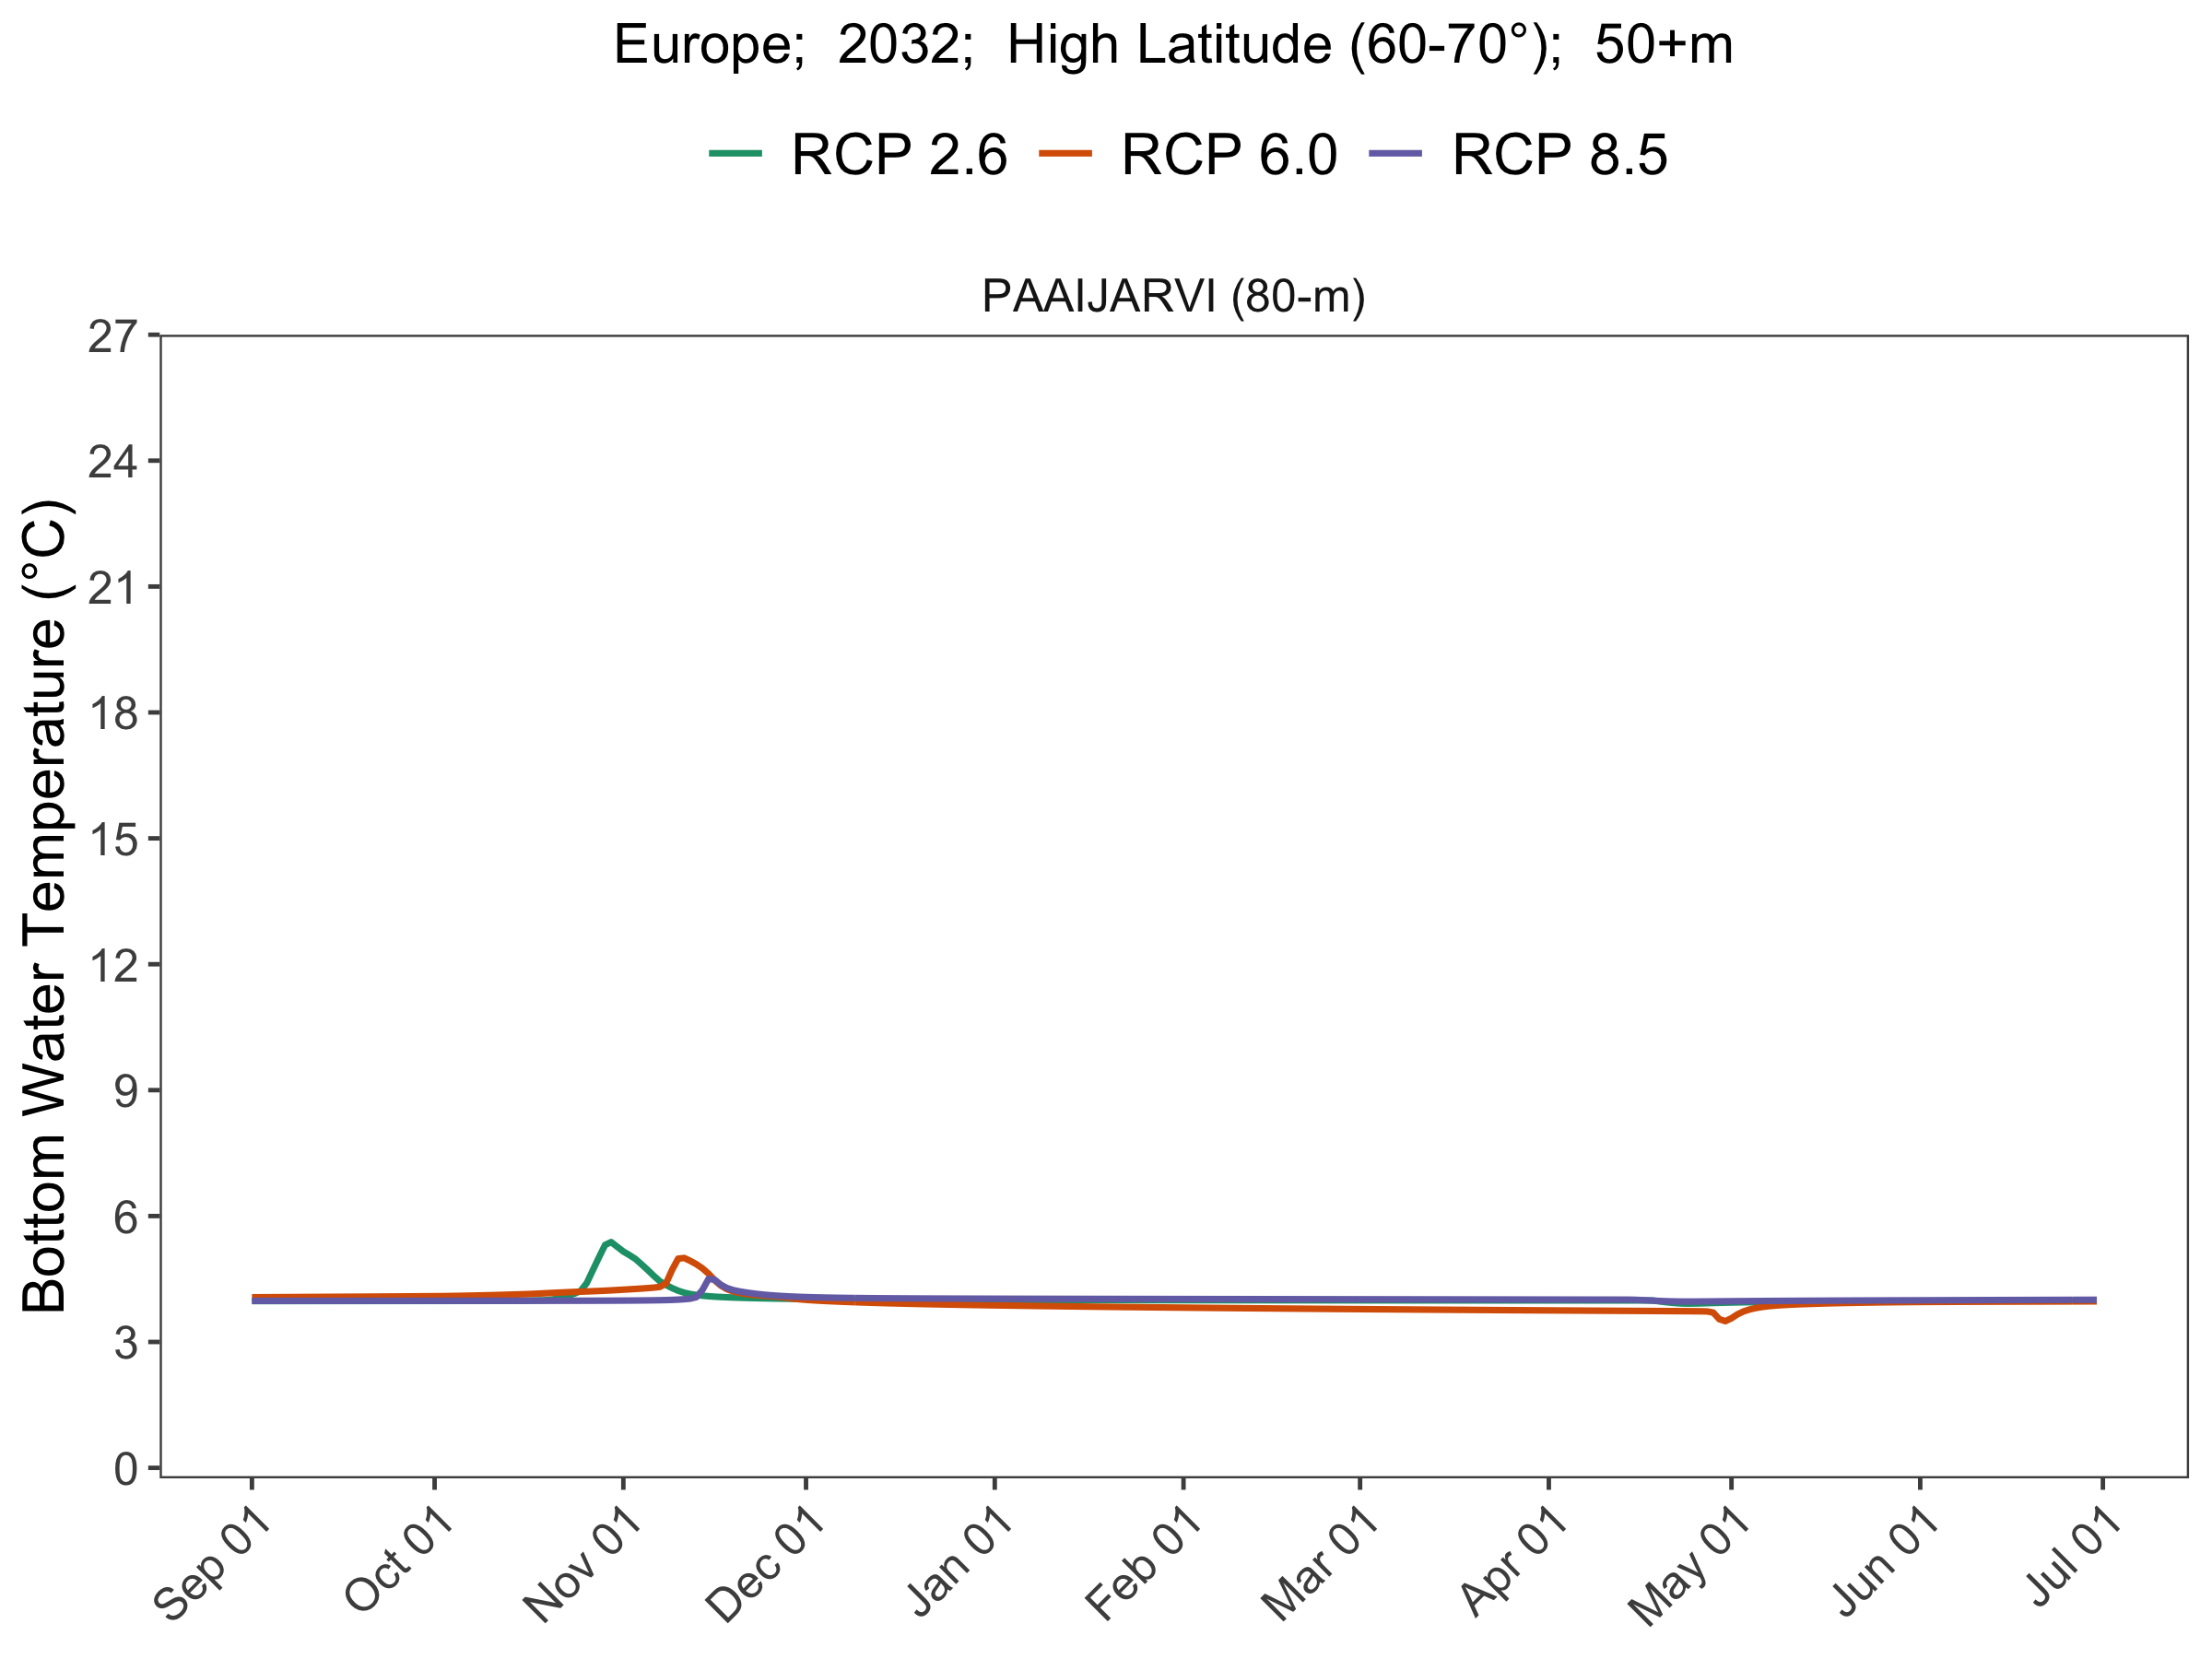 Europe;  2032;  High Latitude (60-70°);  50+m
RCP 2.6 RCP 6.0 RCP 8.5
PAAIJARVI (80-m)
Bottom Water Temperature (°C)
27
24
21
18
15
12
9
6
3
0
Sep 01
Oct 01
Nov 01
Dec 01
Jan 01
Feb 01
Mar 01
Apr 01
May 01
Jun 01
Jul 01